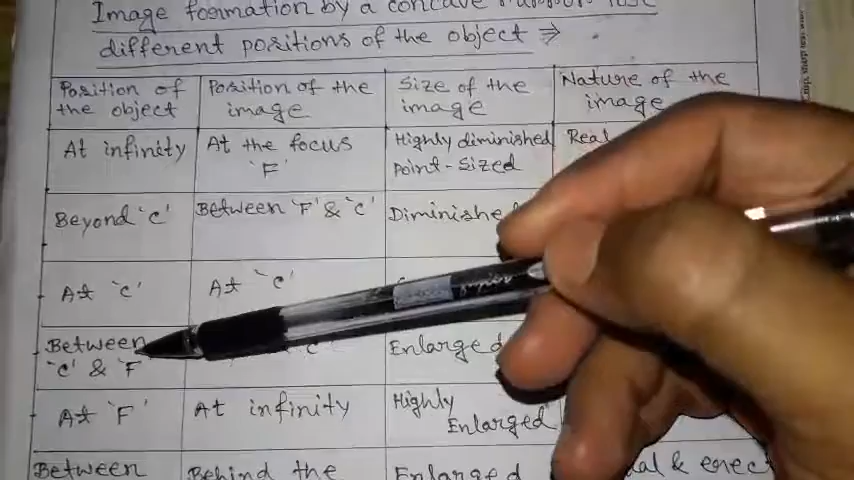 Image formation by a concave
different positions of the object ⇒
Position of the object
Position of the image
Size of the image
Nature of the image
At infinity
At the focus 'F'
Highly diminished Point-Sized
Real
Beyond 'C'
Between 'F' & 'C'
Diminishe
At 'C'
At 'C'
Between 'C' & 'F'
'C'
Enlarged
At 'F'
At infinity
Highly Enlarged
Between
Behind the
Enlarged
& erect